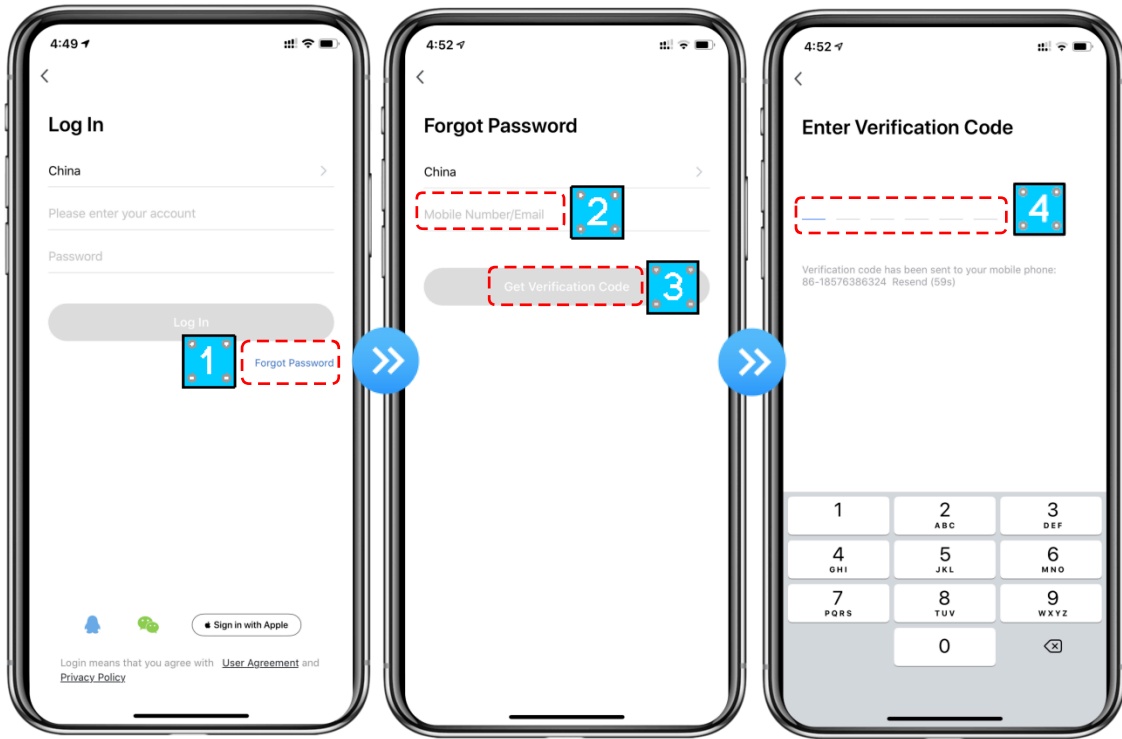 4:49
Log In
China
Please enter your account
Password
Log In
1
Forgot Password
Sign in with Apple
Login means that you agree with User Agreement and
Privacy Policy
4:52
Forgot Password
China
Mobile Number/Email
2
Get Verification Code
3
4:52
Enter Verification Code
4
Verification code has been sent to your mobile phone:
86-18576386324 Resend (59s)
1 2 3
ABC DEF
4 5 6
GHI JKL MNO
7 8 9
PQRS TUV WXYZ
0